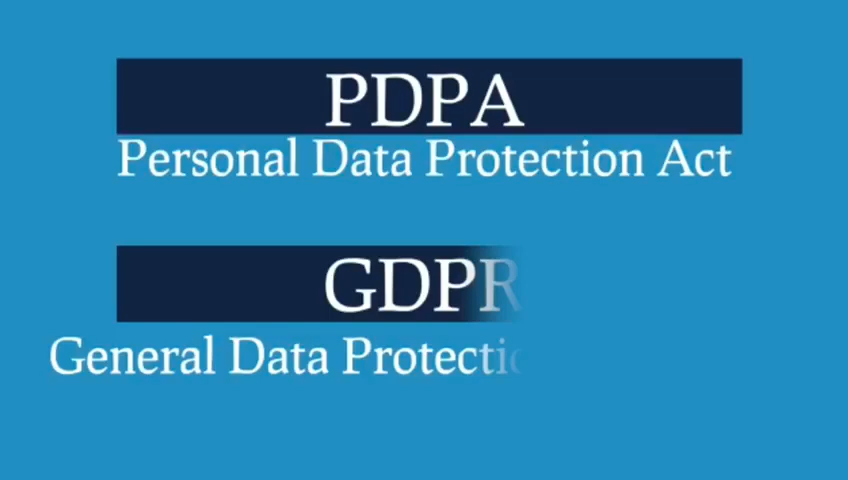 PDPA
Personal Data Protection Act
GDPR
General Data